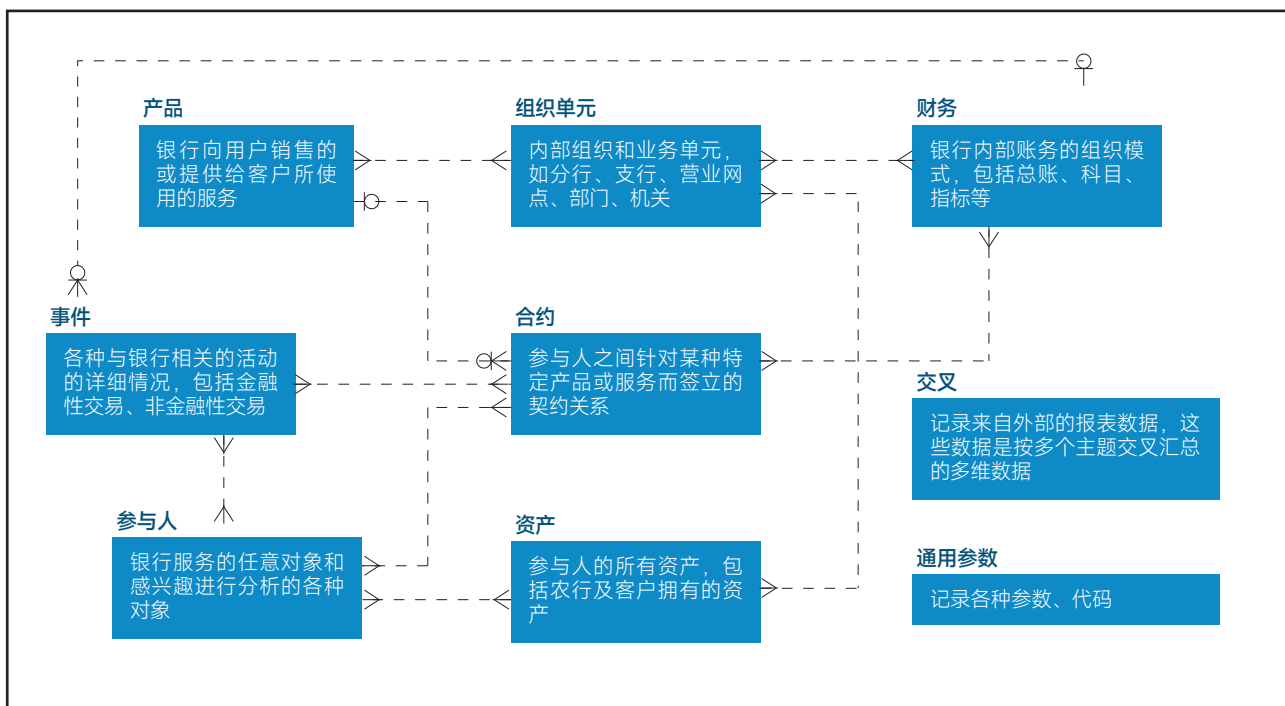 产品
银行向用户销售的
或提供给客户所使
用的服务
组织单元
内部组织和业务单元，
如分行、支行、营业网
点、部门、机关
财务
银行内部账务的组织模
式，包括总账、科目、
指标等
事件
各种与银行相关的活动
的详细情况，包括金融
性交易、非金融性交易
合约
参与人之间针对某种特
定产品或服务而签立的
契约关系
交叉
记录来自外部的报表数据，这
些数据是按多个主题交叉汇总
的多维数据
参与人
银行服务的任意对象和
感兴趣进行分析的各种
对象
资产
参与人的所有资产，包
括农行及客户拥有的资
产
通用参数
记录各种参数、代码